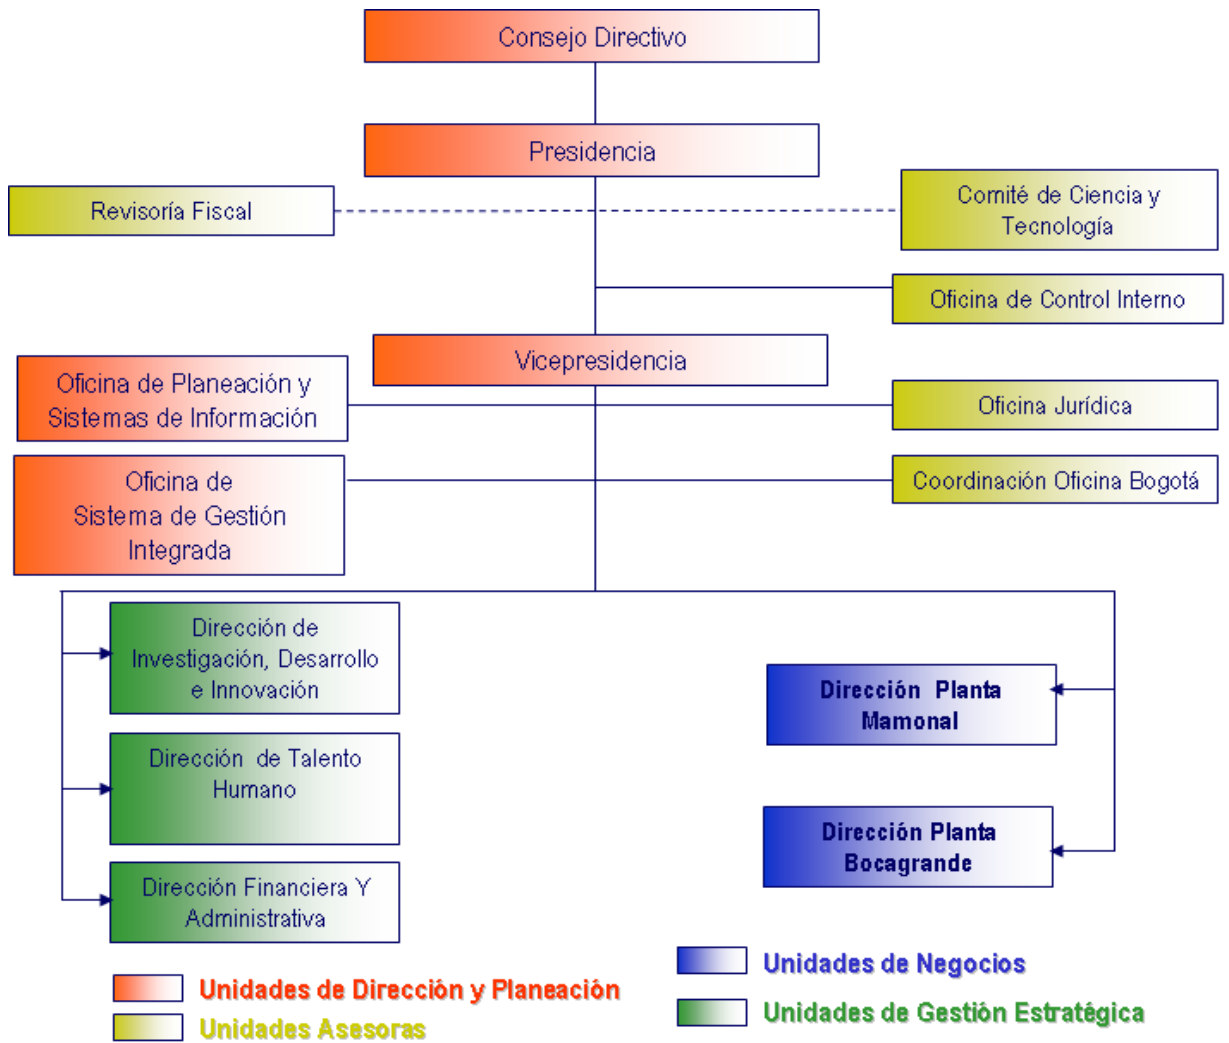 Consejo Directivo
Presidencia
Revisoría Fiscal
Comité de Ciencia y
Tecnología
Oficina de Control Interno
Vicepresidencia
Oficina de Planeación y
Sistemas de Información
Oficina Jurídica
Oficina de
Sistema de Gestión
Integrada
Coordinación Oficina Bogotá
Dirección de
Investigación, Desarrollo
e Innovación
Dirección de Talento
Humano
Dirección Financiera Y
Administrativa
Dirección Planta
Mamonal
Dirección Planta
Bocagrande
Unidades de Dirección y Planeación
Unidades Asesoras
Unidades de Negocios
Unidades de Gestión Estratégica